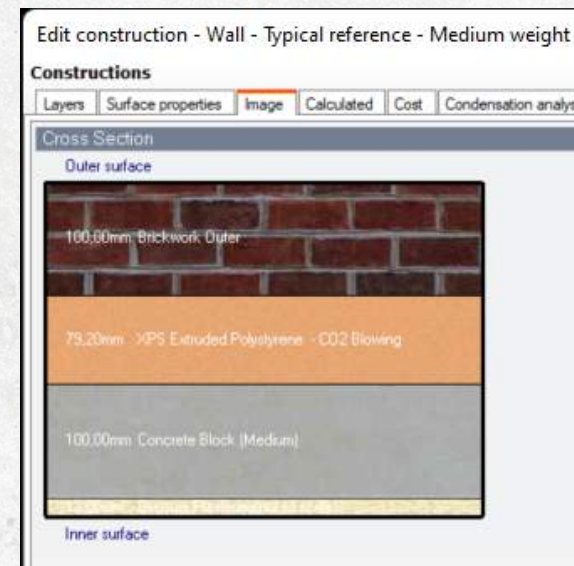 Edit construction - Wall - Typical reference - Medium weight
Constructions
Layers Surface properties Image Calculated Cost Condensation analys
Cross Section
Outer surface
100,00mm Brickwork Outer
79,20mm XPS Extruded Polystyrene - CO2 Blowing
100,00mm Concrete Block (Medium)
Inner surface